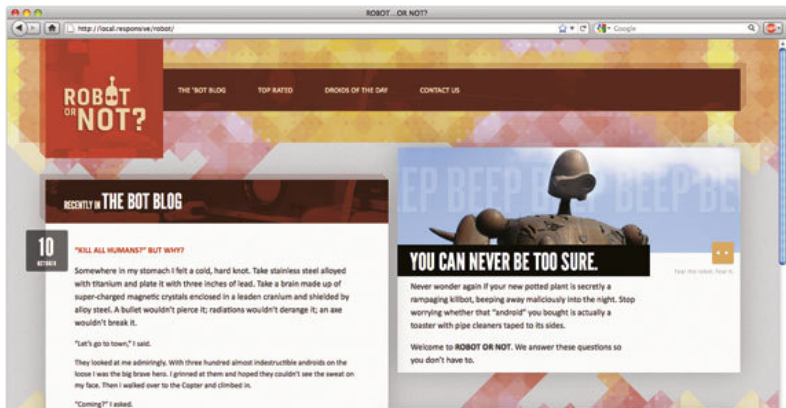 ROBOT...OR NOT?
http://local.responsive/robot/
Google
ROBOT
OR NOT?
THE 'BOT BLOG
TOP RATED
DROIDS OF THE DAY
CONTACT US
RECENTLY IN THE BOT BLOG
10
OCTOBER
"KILL ALL HUMANS?" BUT WHY?
Somewhere in my stomach I felt a cold, hard knot. Take stainless steel alloyed
with titanium and plate it with three inches of lead. Take a brain made up of
super-charged magnetic crystals enclosed in a leaden cranium and shielded by
alloy steel. A bullet wouldn't pierce it; radiations wouldn't derange it; an axe
wouldn't break it.
"Let's go to town," I said.
They looked at me admiringly. With three hundred almost indestructible androids on the
loose I was the big brave hero. I grinned at them and hoped they couldn't see the sweat on
my face. Then I walked over to the Copter and climbed in.
"Coming?" I asked.
EEP BEEP BEEP BEEP BE
YOU CAN NEVER BE TOO SURE.
Fear the robot. Fear it.
Never wonder again if your new potted plant is secretly a
rampaging killbot, beeping away maliciously into the night. Stop
worrying whether that "android" you bought is actually a
toaster with pipe cleaners taped to its sides.
Welcome to ROBOT OR NOT. We answer these questions so
you don't have to.